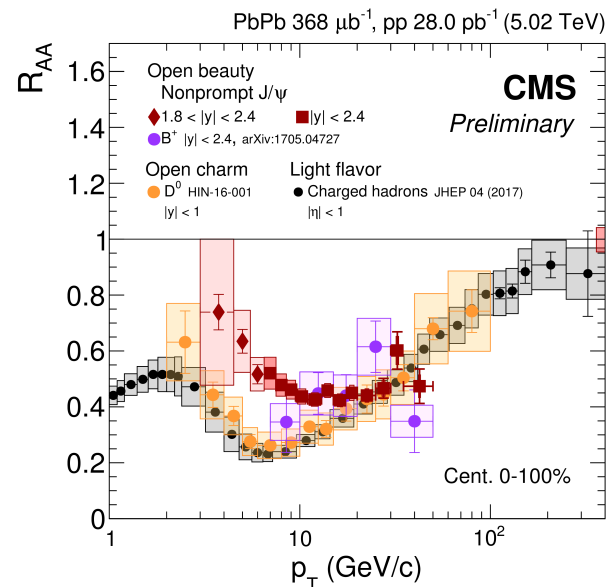 PbPb 368 μb⁻¹, pp 28.0 pb⁻¹ (5.02 TeV)
R_AA
1.6
1.4
1.2
1
0.8
0.6
0.4
0.2
0
Open beauty
Nonprompt J/ψ
1.8 < |y| < 2.4 |y| < 2.4
B⁺ |y| < 2.4, arXiv:1705.04727
Open charm Light flavor
D⁰ HIN-16-001 Charged hadrons JHEP 04 (2017)
|y| < 1 |η| < 1
CMS
Preliminary
Cent. 0-100%
1 10 10²
p_T (GeV/c)